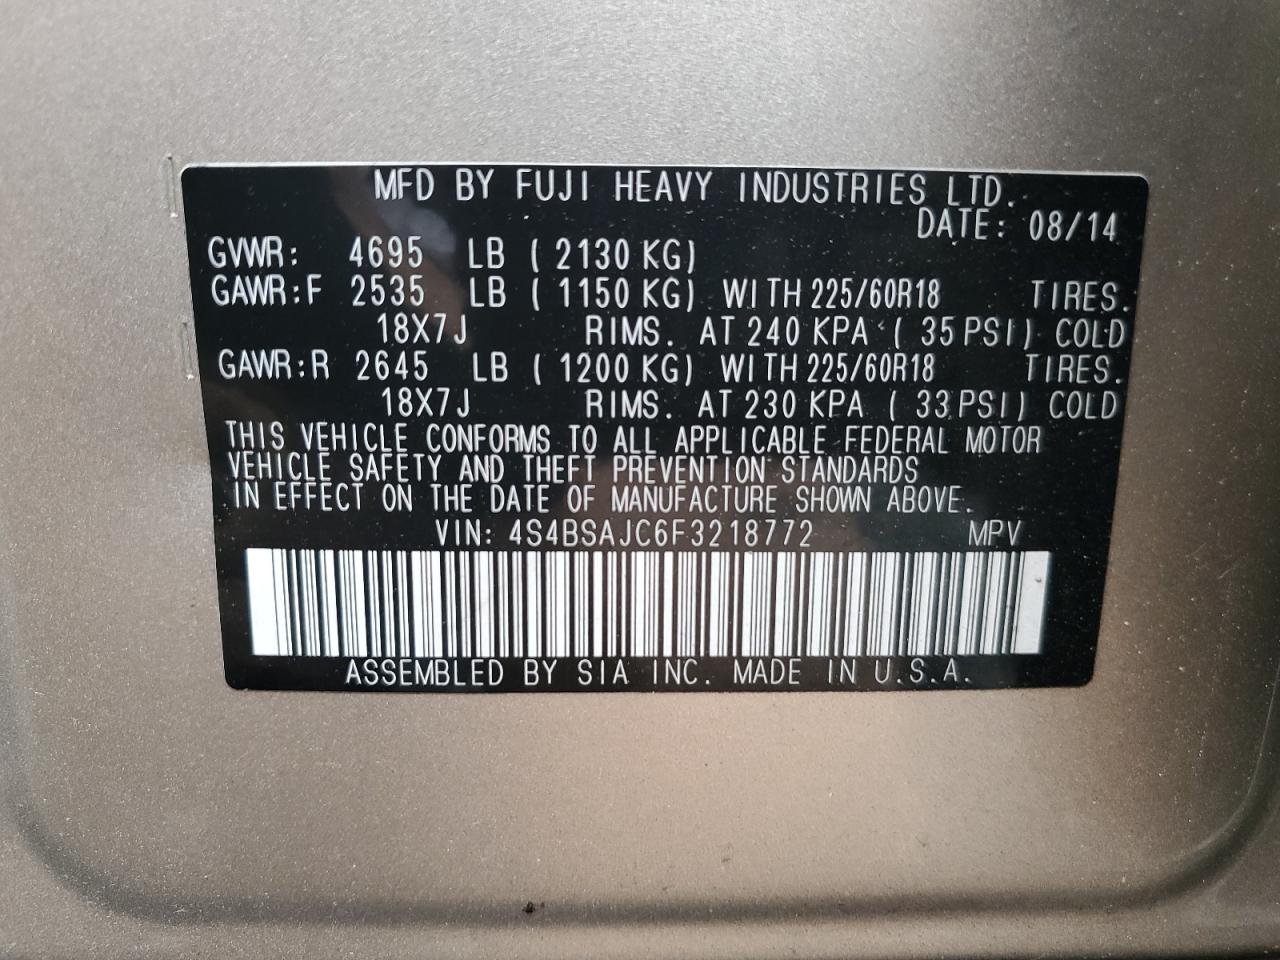 MFD BY FUJI HEAVY INDUSTRIES LTD.
DATE: 08/14
GVWR: 4695 LB ( 2130 KG)
GAWR:F 2535 LB ( 1150 KG) WITH 225/60R18 TIRES.
18X7J RIMS. AT 240 KPA ( 35 PSI) COLD
GAWR:R 2645 LB ( 1200 KG) WITH 225/60R18 TIRES.
18X7J RIMS. AT 230 KPA ( 33 PSI) COLD
THIS VEHICLE CONFORMS TO ALL APPLICABLE FEDERAL MOTOR
VEHICLE SAFETY AND THEFT PREVENTION STANDARDS
IN EFFECT ON THE DATE OF MANUFACTURE SHOWN ABOVE.
VIN: 4S4BSAJC6F3218772 MPV
ASSEMBLED BY SIA INC. MADE IN U.S.A.